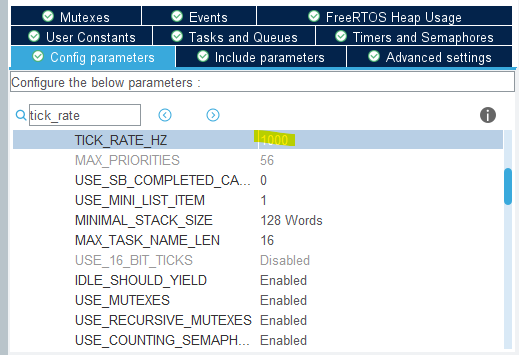 Mutexes Events FreeRTOS Heap Usage
User Constants Tasks and Queues Timers and Semaphores
Config parameters Include parameters Advanced settings
Configure the below parameters :
tick_rate
TICK_RATE_HZ 1000
MAX_PRIORITIES 56
USE_SB_COMPLETED_CA... 0
USE_MINI_LIST_ITEM 1
MINIMAL_STACK_SIZE 128 Words
MAX_TASK_NAME_LEN 16
USE_16_BIT_TICKS Disabled
IDLE_SHOULD_YIELD Enabled
USE_MUTEXES Enabled
USE_RECURSIVE_MUTEXES Enabled
USE_COUNTING_SEMAPH... Enabled